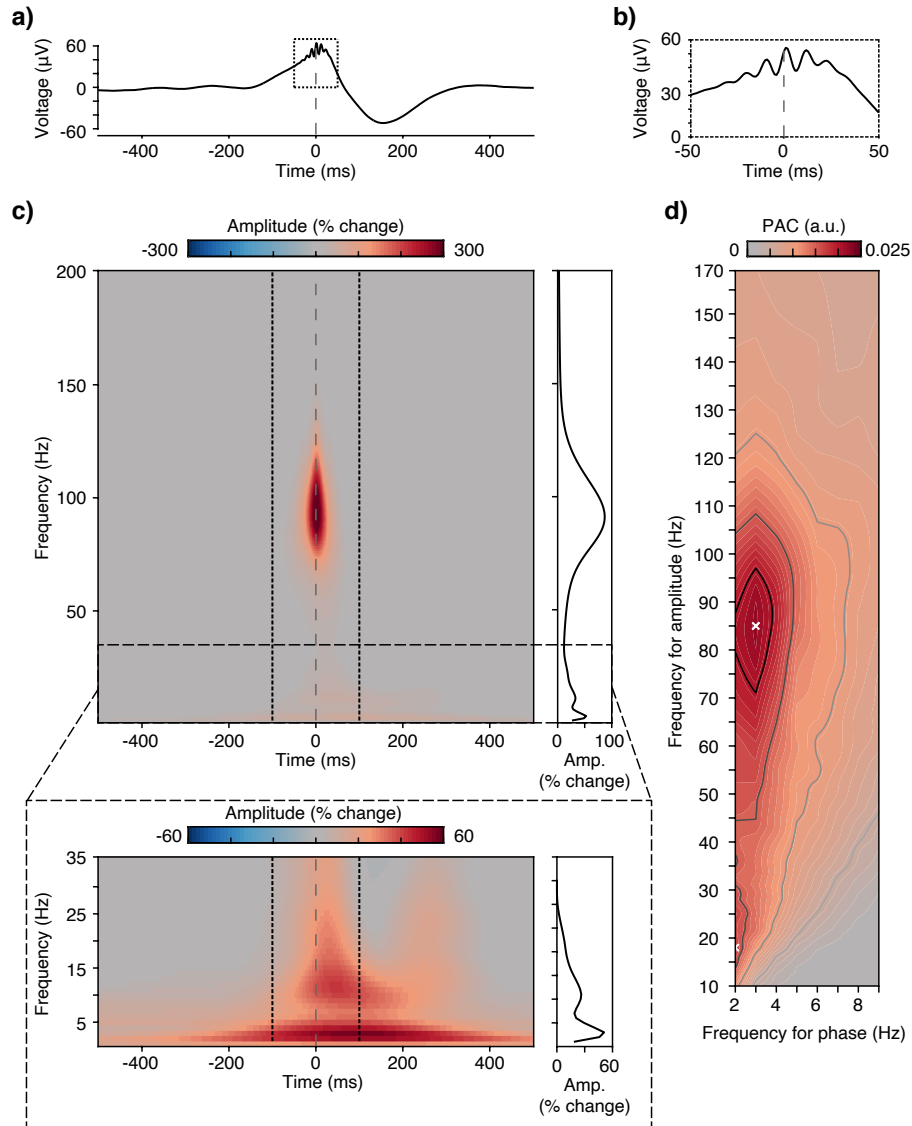 a)
Voltage (µV)
60
0
-60
-400
-200
0
200
400
Time (ms)
b)
Voltage (µV)
60
30
0
-50
0
50
Time (ms)
c)
Amplitude (% change)
-300
300
Frequency (Hz)
200
150
100
50
-400
-200
0
200
400
Time (ms)
0
100
Amp.
(% change)
Amplitude (% change)
-60
60
Frequency (Hz)
35
25
15
5
-400
-200
0
200
400
Time (ms)
0
60
Amp.
(% change)
d)
PAC (a.u.)
0
0.025
Frequency for amplitude (Hz)
170
150
130
120
110
100
90
80
70
60
50
40
30
20
10
2
4
6
8
Frequency for phase (Hz)